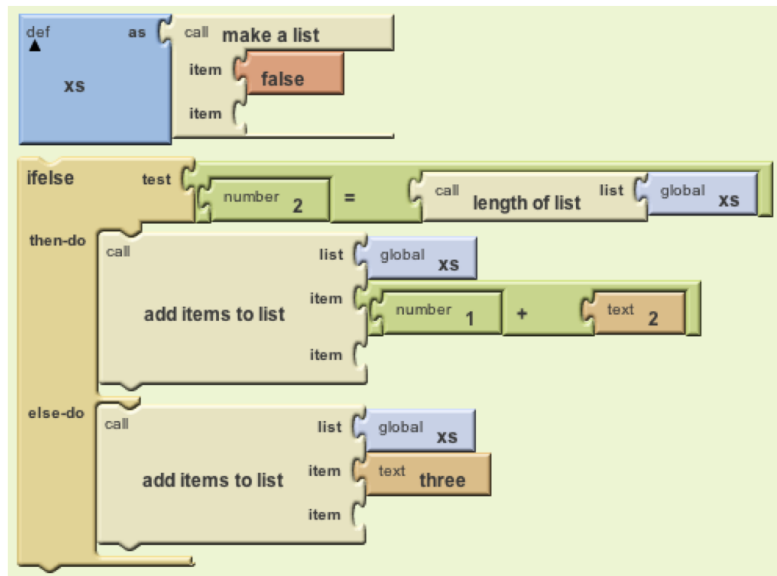 def as call make a list
xs
item false
item
ifelse test number 2 = call length of list list global xs
then-do call list global xs
add items to list item number 1 + text 2
item
else-do call list global xs
add items to list item text three
item